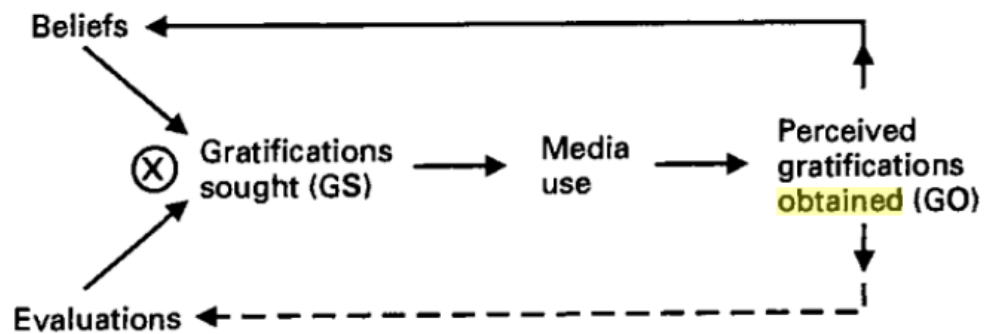 Beliefs
Gratifications
sought (GS)
Media
use
Perceived
gratifications
obtained (GO)
X
Evaluations